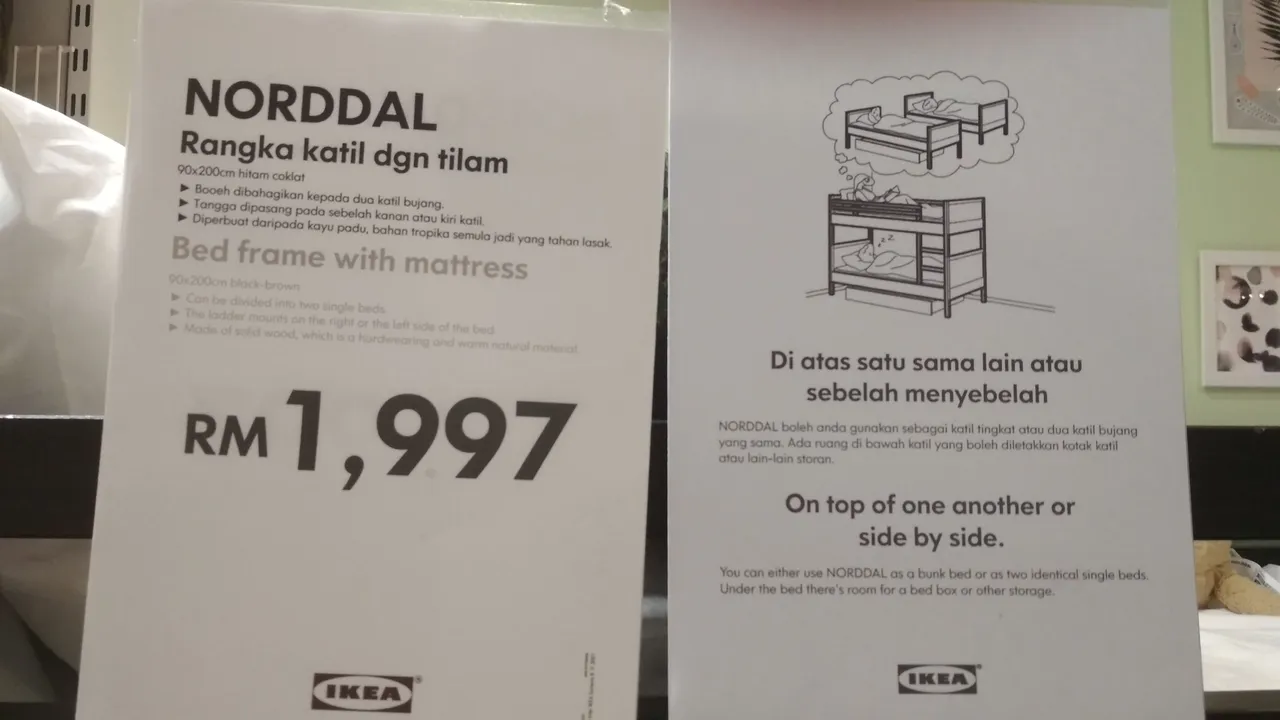 NORDDAL
Rangka katil dgn tilam
90x200cm hitam coklat
► Booeh dibahagikan kepada dua katil bujang.
► Tangga dipasang pada sebelah kanan atau kiri katil.
► Diperbuat daripada kayu padu, bahan tropika semula jadi yang tahan lasak.
Bed frame with mattress
90x200cm black-brown
► Can be divided into two single beds.
► The ladder mounts on the right or the left side of the bed.
► Made of solid wood, which is a hardwearing and warm natural material.
RM 1,997
IKEA®
z z z
Di atas satu sama lain atau
sebelah menyebelah
NORDDAL boleh anda gunakan sebagai katil tingkat atau dua katil bujang
yang sama. Ada ruang di bawah katil yang boleh diletakkan kotak katil
atau lain-lain storan.
On top of one another or
side by side.
You can either use NORDDAL as a bunk bed or as two identical single beds.
Under the bed there's room for a bed box or other storage.
IKEA®